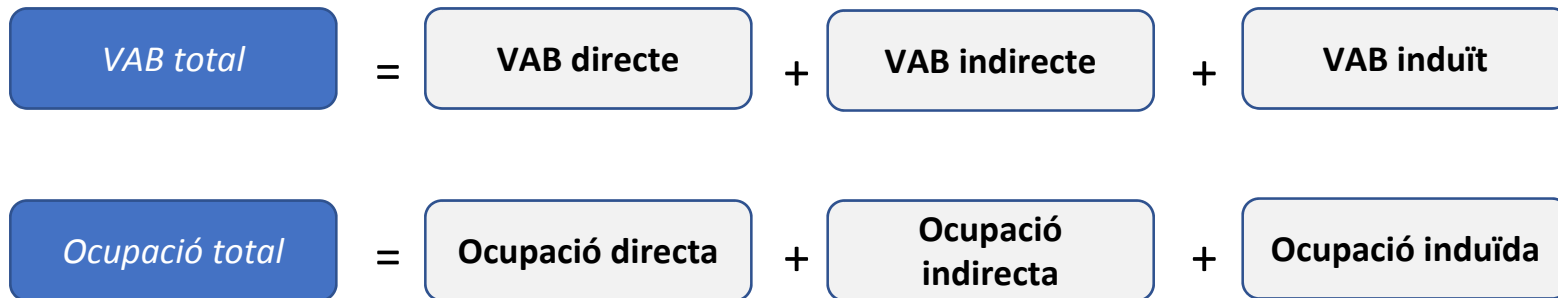 VAB total = VAB directe + VAB indirecte + VAB induït
Ocupació total = Ocupació directa + Ocupació
indirecta + Ocupació induïda